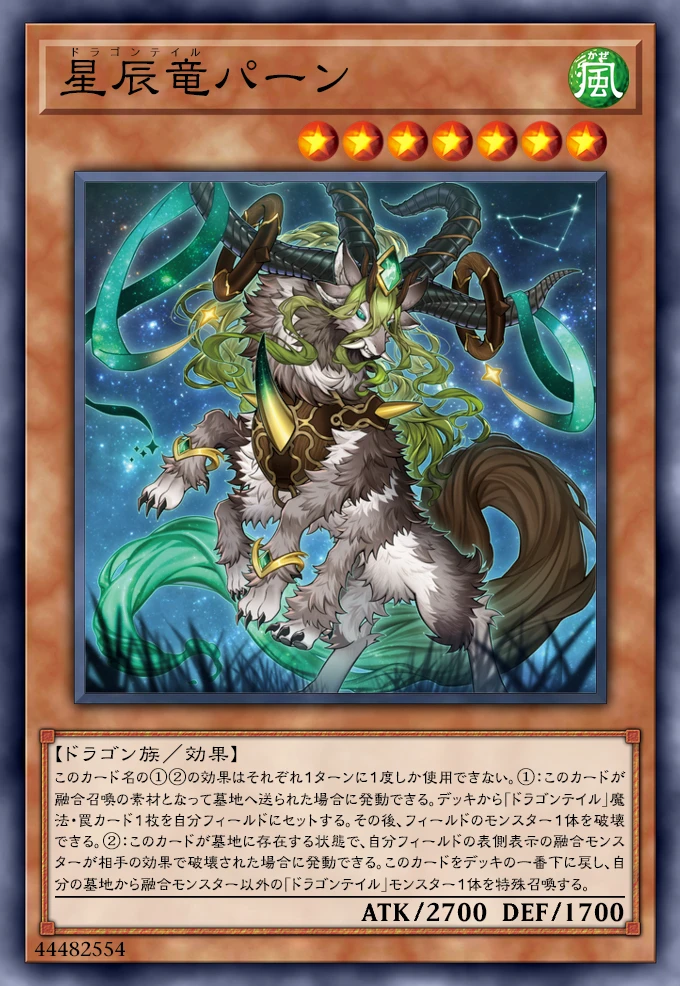 ドラゴンテイル
星辰竜パーン
かぜ
風
【ドラゴン族／効果】
このカード名の①②の効果はそれぞれ1ターンに1度しか使用できない。①：このカードが
融合召喚の素材となって墓地へ送られた場合に発動できる。デッキから「ドラゴンテイル」魔
法・罠カード1枚を自分フィールドにセットする。その後、フィールドのモンスター1体を破壊
できる。②：このカードが墓地に存在する状態で、自分フィールドの表側表示の融合モンス
ターが相手の効果で破壊された場合に発動できる。このカードをデッキの一番下に戻し、自
分の墓地から融合モンスター以外の「ドラゴンテイル」モンスター1体を特殊召喚する。
ATK/2700 DEF/1700
44482554